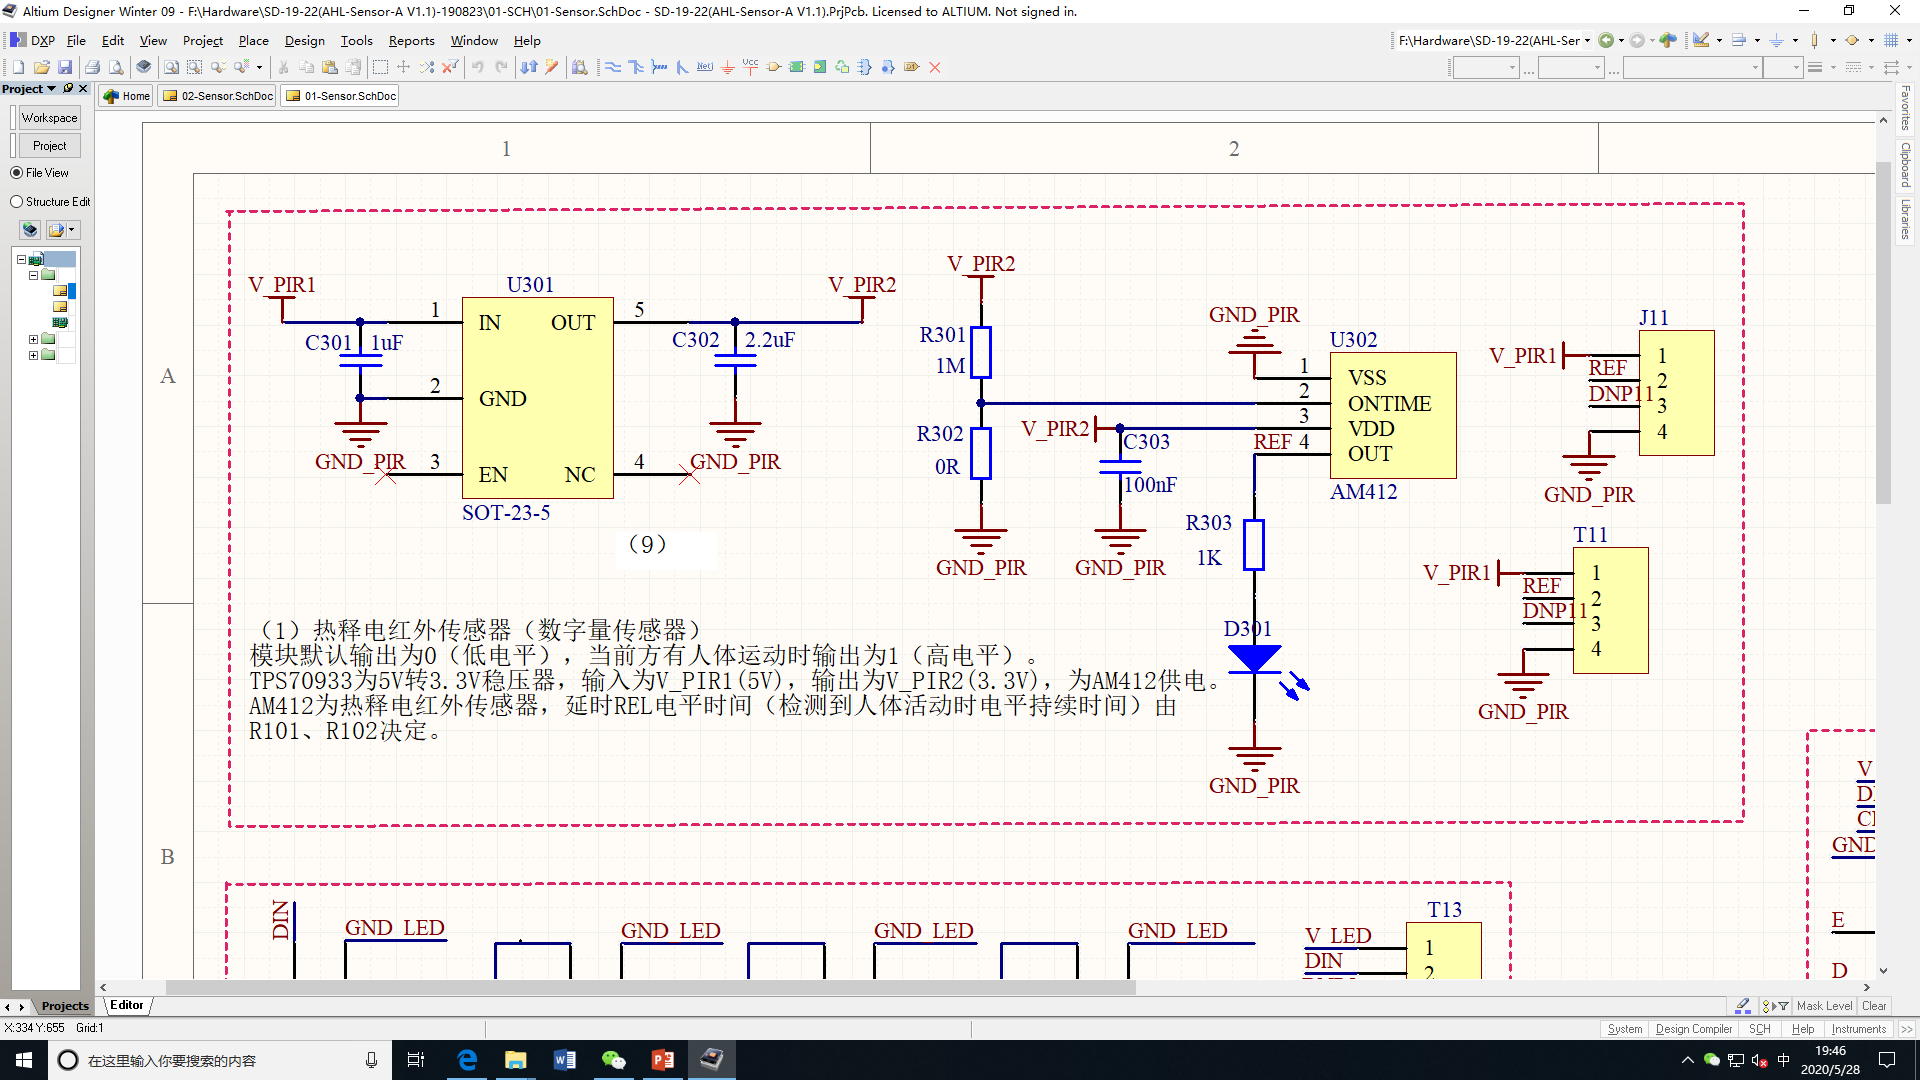 Altium Designer Winter 09 - F:\Hardware\SD-19-22(AHL-Sensor-A V1.1)-190823\01-SCH\01-Sensor.SchDoc - SD-19-22(AHL-Sensor-A V1.1).PrjPcb. Licensed to ALTIUM. Not signed in.
DXP File Edit View Project Place Design Tools Reports Window Help
F:\Hardware\SD-19-22(AHL-Ser
Project
Home 02-Sensor.SchDoc 01-Sensor.SchDoc
Workspace
Project
File View
Structure Edit
Favorites
Clipboard
Libraries
1 2
A
B
V_PIR1
U301
V_PIR2
1 IN OUT 5
C301 1uF
C302 2.2uF
2 GND
GND_PIR
3 EN NC 4
GND_PIR
SOT-23-5
（9）
V_PIR2
R301
1M
R302
0R
GND_PIR
GND_PIR
U302
1 VSS
2 ONTIME
V_PIR2
3 VDD
C303
REF 4 OUT
100nF
AM412
GND_PIR
R303
1K
D301
GND_PIR
J11
V_PIR1 1
REF 2
DNP11 3
4
GND_PIR
T11
V_PIR1 1
REF 2
DNP11 3
4
GND_PIR
（1）热释电红外传感器（数字量传感器）
模块默认输出为0（低电平），当前方有人体运动时输出为1（高电平）。
TPS70933为5V转3.3V稳压器，输入为V_PIR1(5V)，输出为V_PIR2(3.3V)，为AM412供电。
AM412为热释电红外传感器，延时REL电平时间（检测到人体活动时电平持续时间）由
R101、R102决定。
V
D
C
GND
E
D
DIN
GND_LED
GND_LED
GND_LED
GND_LED
T13
V_LED 1
DIN 2
Projects
Editor
Mask Level Clear
X:334 Y:655 Grid:1
System Design Compiler SCH Help Instruments >>
在这里输入你要搜索的内容
中
19:46
2020/5/28